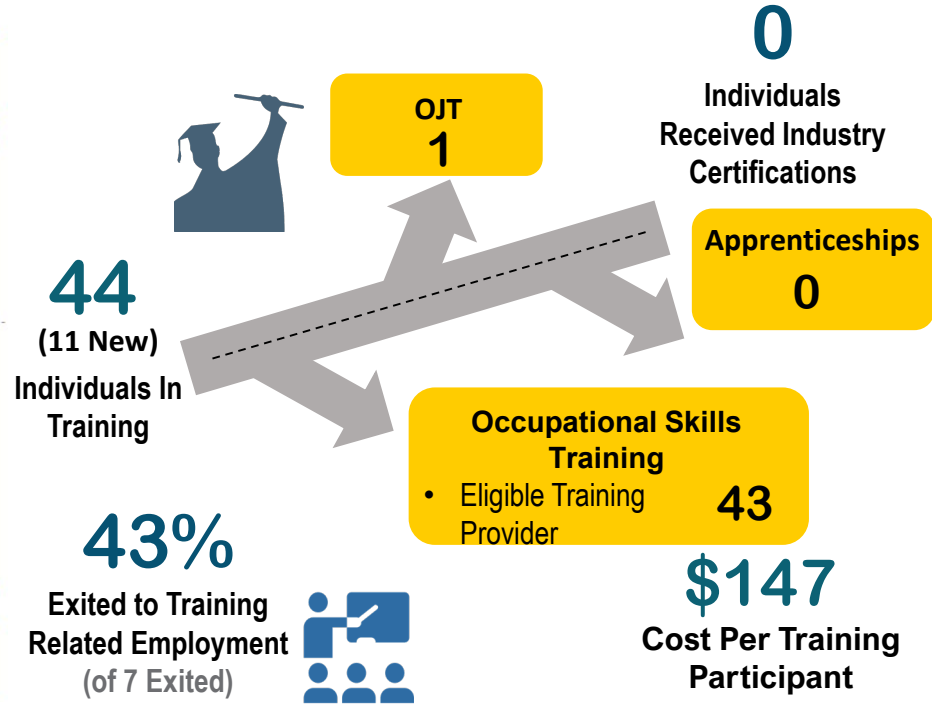 0
Individuals
Received Industry
Certifications
OJT
1
Apprenticeships
0
44
(11 New)
Individuals In
Training
Occupational Skills
Training
• Eligible Training
Provider
43
43%
Exited to Training
Related Employment
(of 7 Exited)
$147
Cost Per Training
Participant